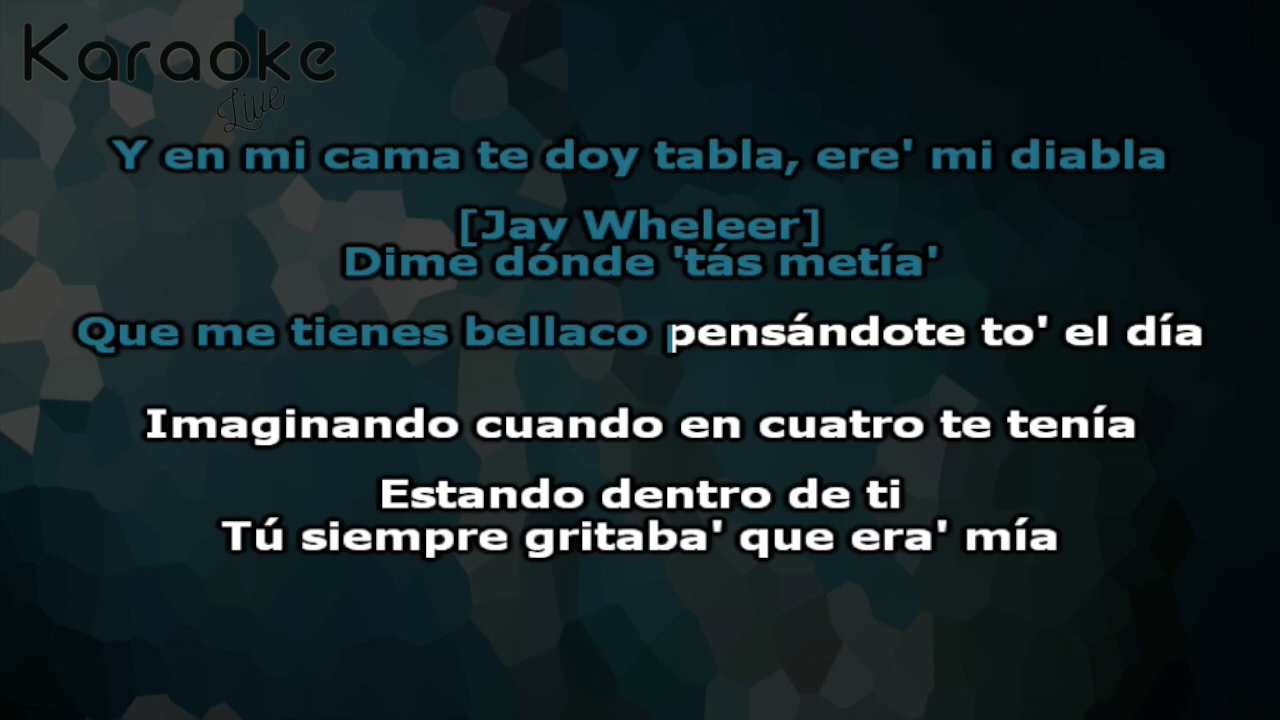 Karaoke
Live
Y en mi cama te doy tabla, ere' mi diabla
[Jay Wheleer]
Dime dónde 'tás metía'
Que me tienes bellaco pensándote to' el día
Imaginando cuando en cuatro te tenía
Estando dentro de ti
Tú siempre gritaba' que era' mía